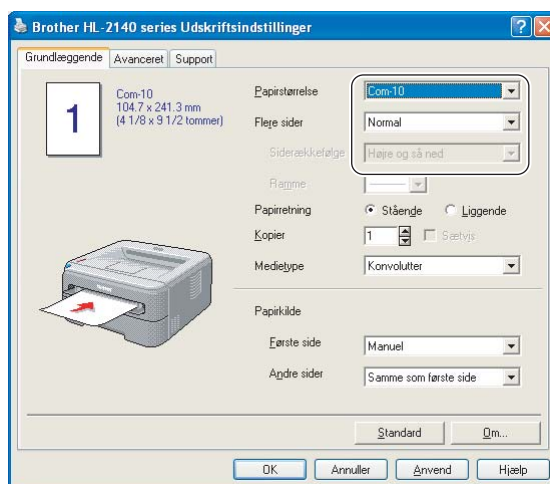 Brother HL-2140 series Udskriftsindstillinger
Grundlæggende Avanceret Support
1
Com-10
104.7 x 241.3 mm
(4 1/8 x 9 1/2 tommer)
Papirstørrelse Com-10
Flere sider Normal
Siderækkefølge Højre og så ned
Ramme
Papirretning Stående Liggende
Kopier 1 Sætvis
Medietype Konvolutter
Papirkilde
Første side Manuel
Andre sider Samme som første side
Standard Om...
OK Annuller Anvend Hjælp